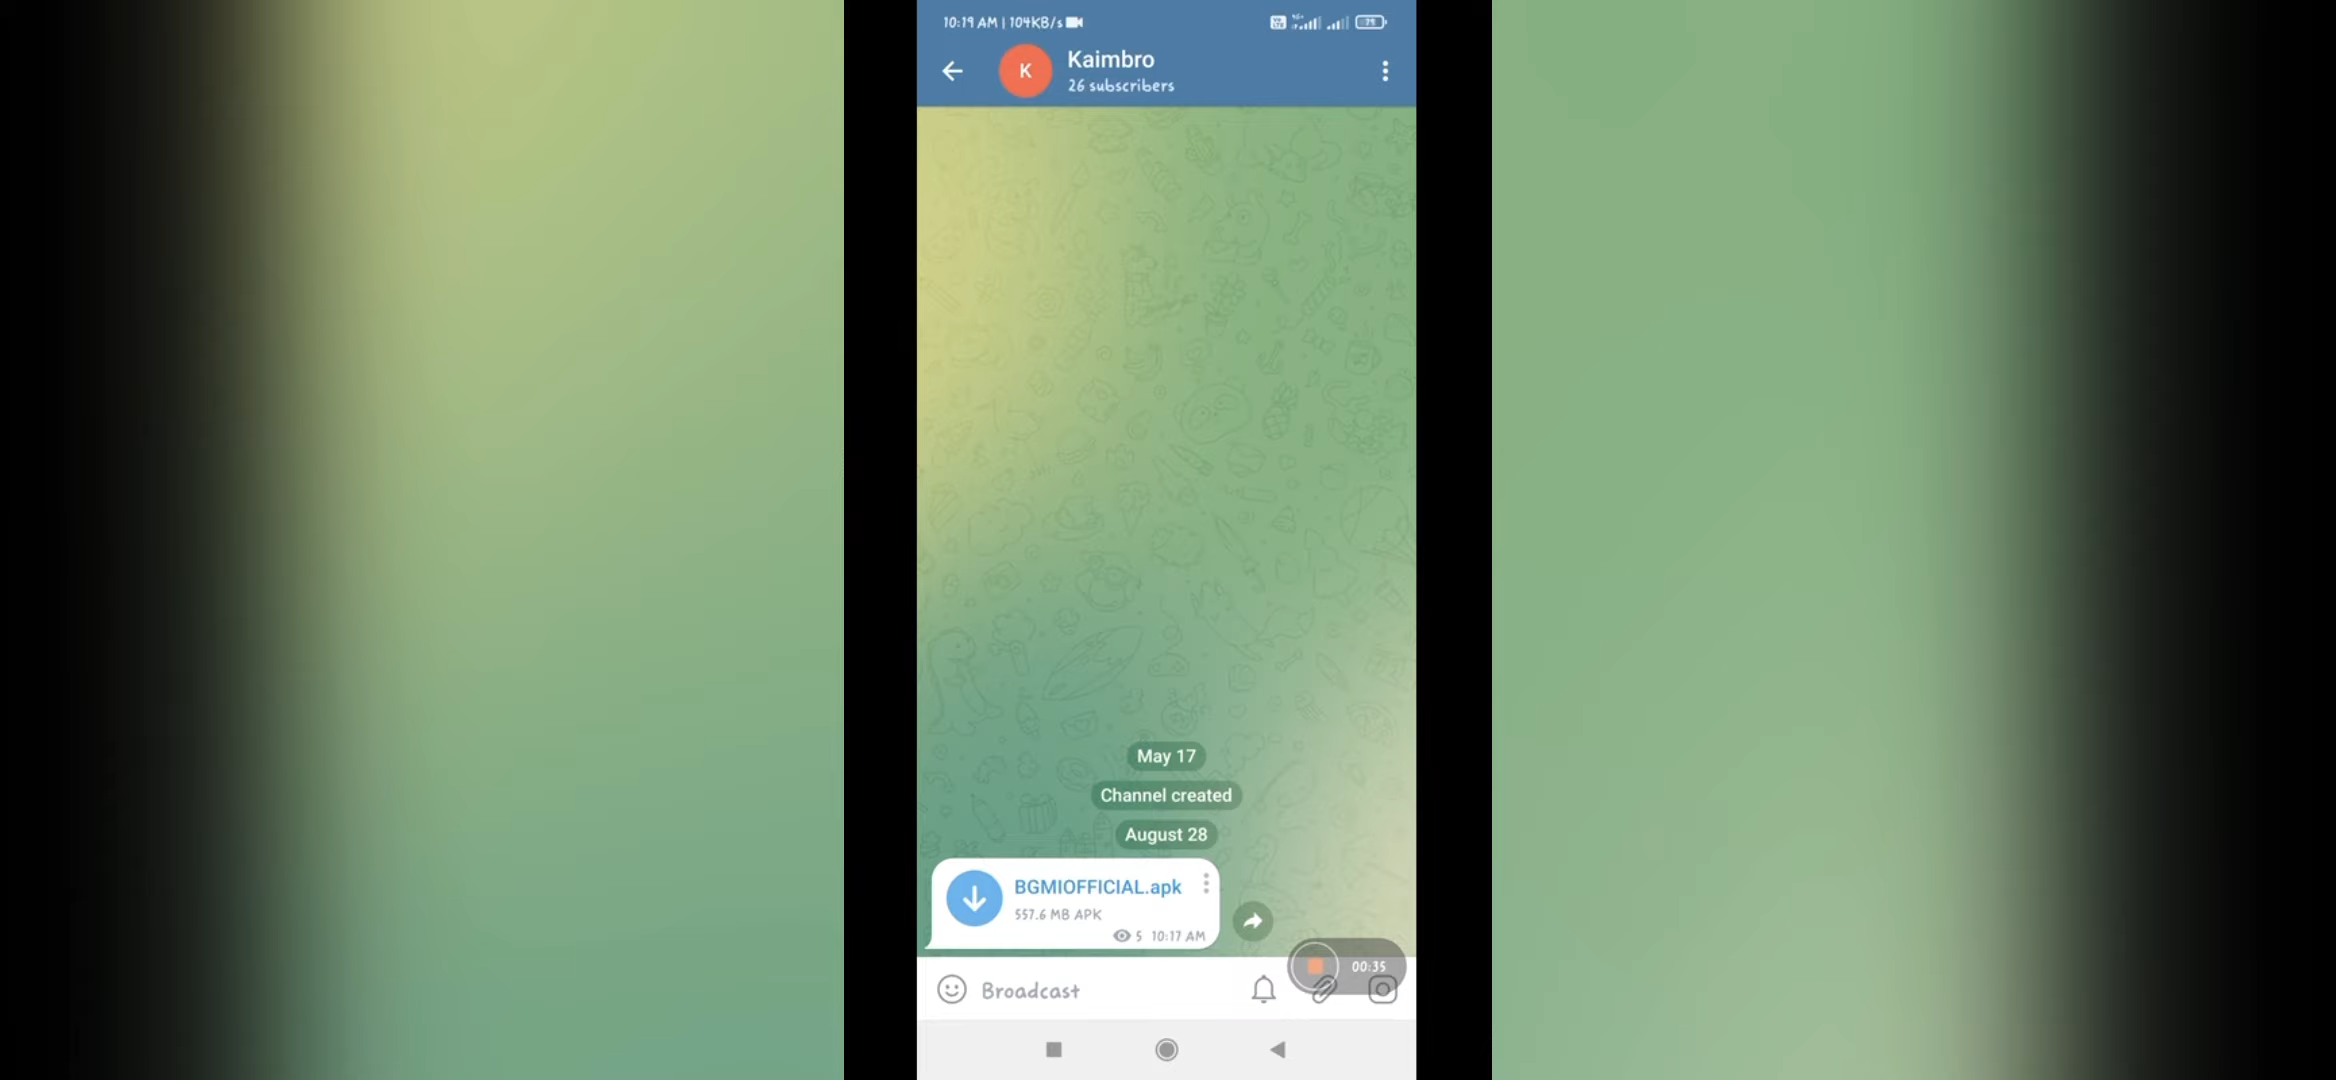 10:19 AM | 104KB/s
79
K
Kaimbro
26 subscribers
May 17
Channel created
August 28
BGMIOFFICIAL.apk
557.6 MB APK
5 10:17 AM
00:35
Broadcast